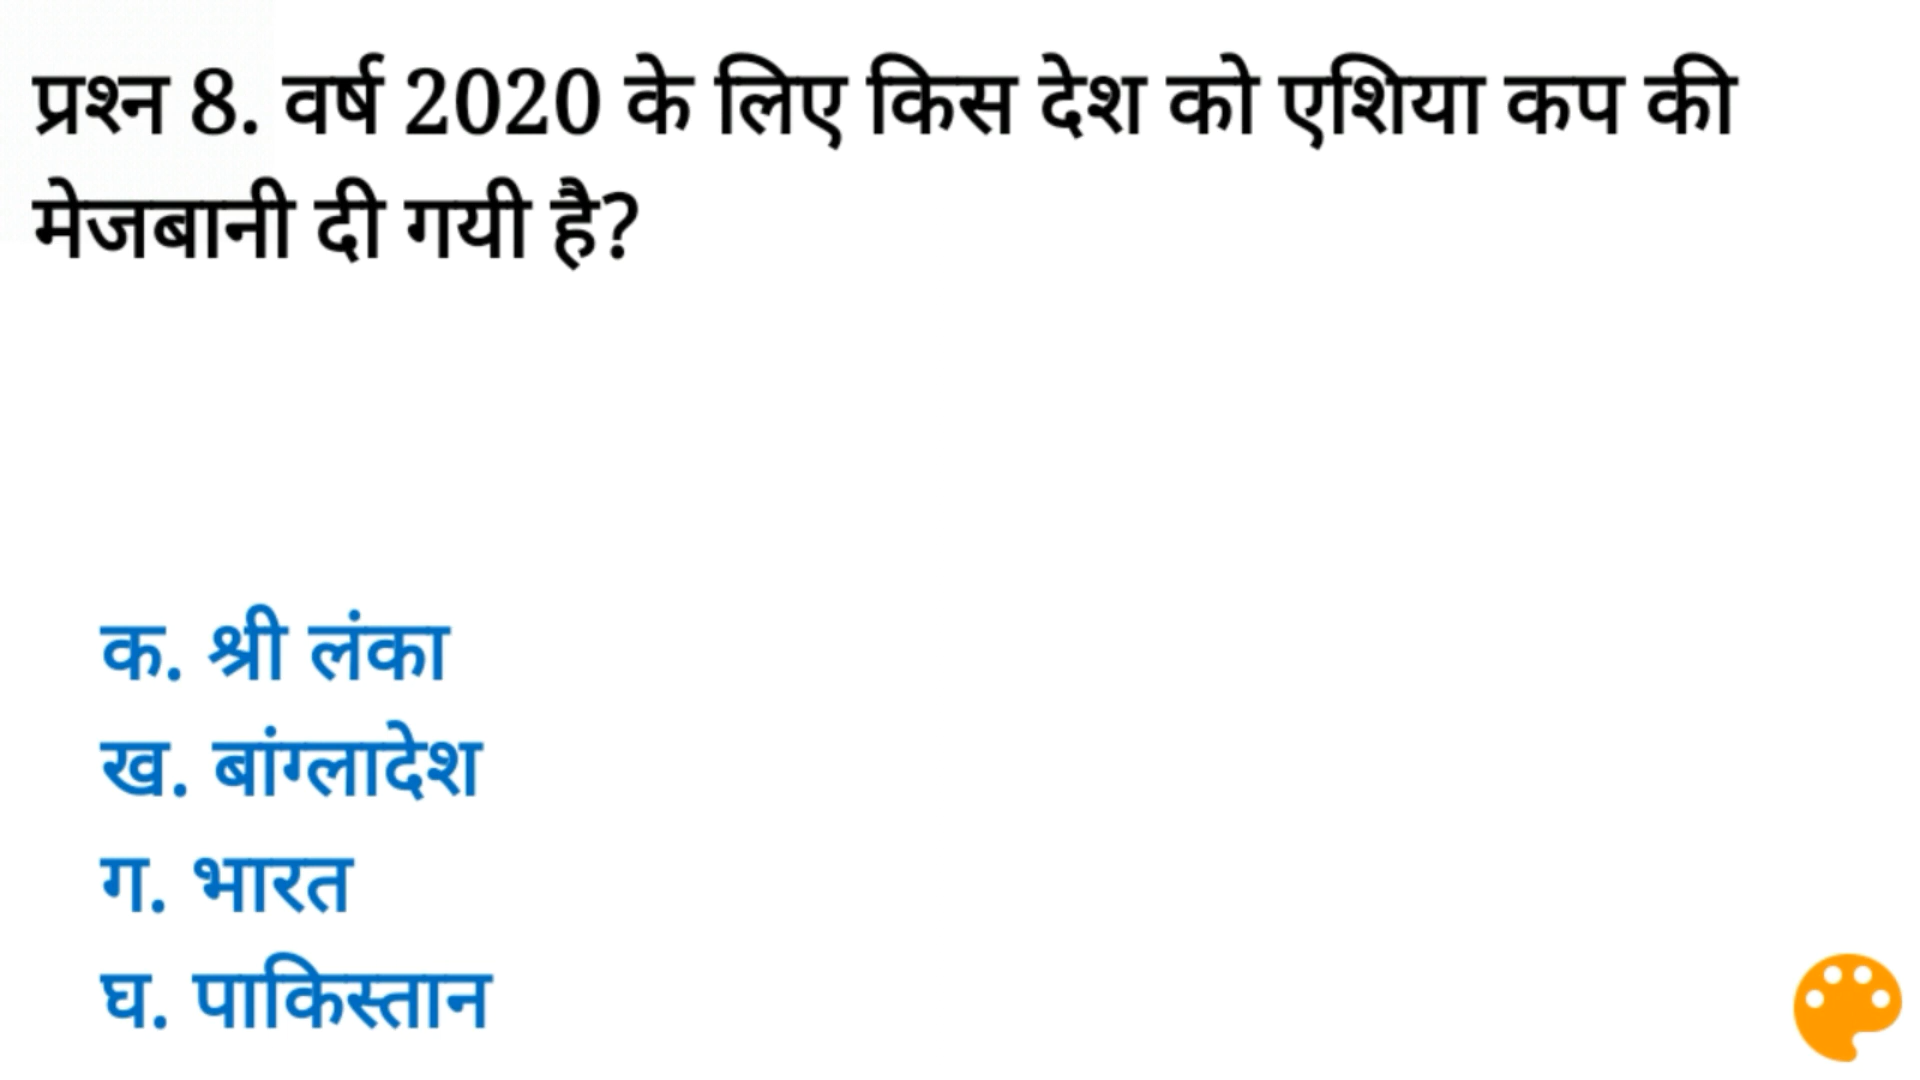 प्रश्न 8. वर्ष 2020 के लिए किस देश को एशिया कप की
मेजबानी दी गयी है?
क. श्री लंका
ख. बांग्लादेश
ग. भारत
घ. पाकिस्तान